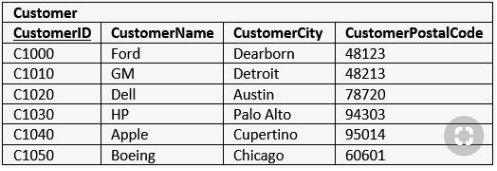 Customer
CustomerID CustomerName CustomerCity CustomerPostalCode
C1000 Ford Dearborn 48123
C1010 GM Detroit 48213
C1020 Dell Austin 78720
C1030 HP Palo Alto 94303
C1040 Apple Cupertino 95014
C1050 Boeing Chicago 60601